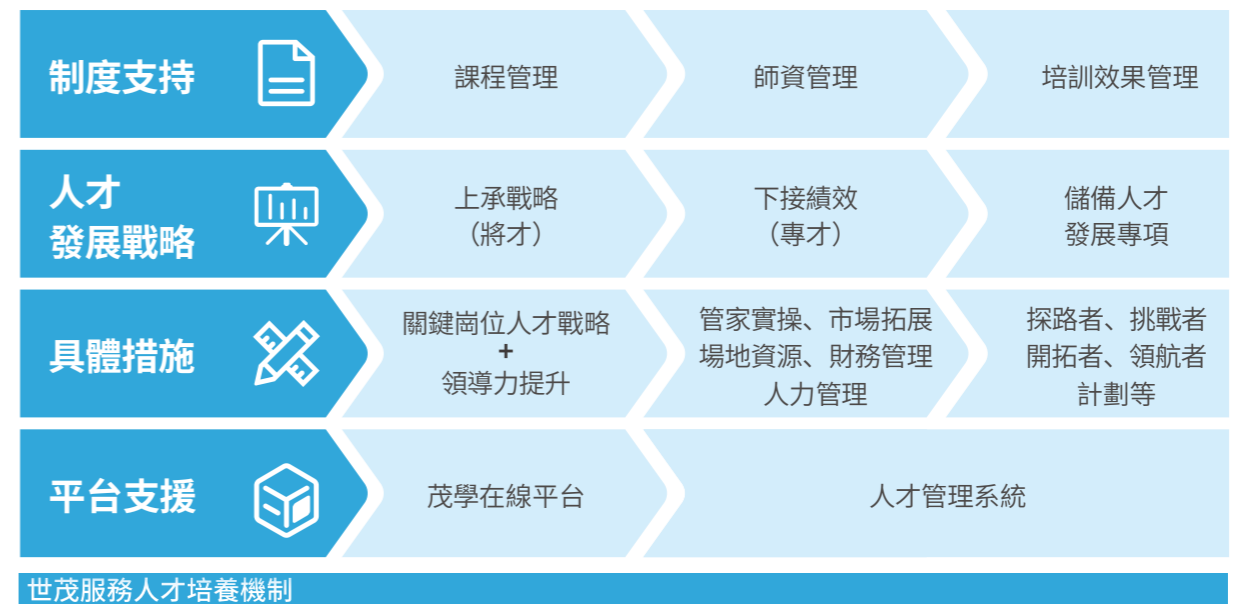 制度支持
課程管理
師資管理
培訓效果管理
人才
發展戰略
上承戰略
（將才）
下接績效
（專才）
儲備人才
發展專項
具體措施
關鍵崗位人才戰略
+
領導力提升
管家實操、市場拓展
場地資源、財務管理
人力管理
探路者、挑戰者
開拓者、領航者
計劃等
平台支援
茂學在線平台
人才管理系統
世茂服務人才培養機制